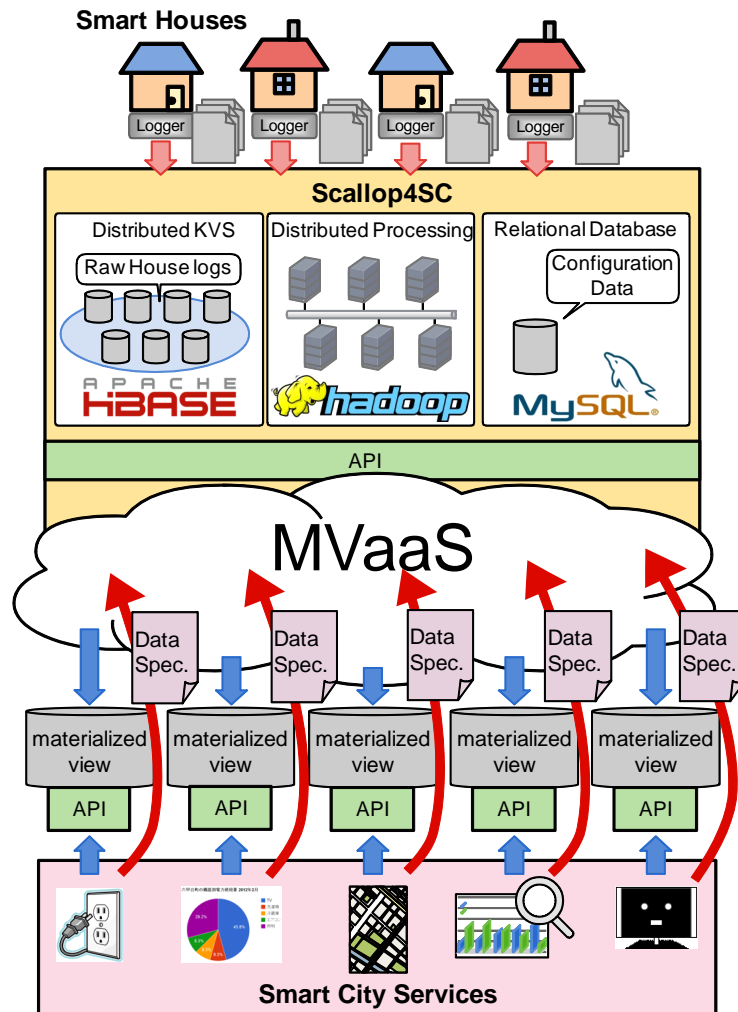 Smart Houses
Logger
Logger
Logger
Logger
Scallop4SC
Distributed KVS
Distributed Processing
Relational Database
Raw House logs
Configuration
Data
APACHE
HBASE
hadoop
MySQL®
API
MVaaS
Data
Spec.
Data
Spec.
Data
Spec.
Data
Spec.
Data
Spec.
materialized
view
materialized
view
materialized
view
materialized
view
materialized
view
API
API
API
API
API
Smart City Services